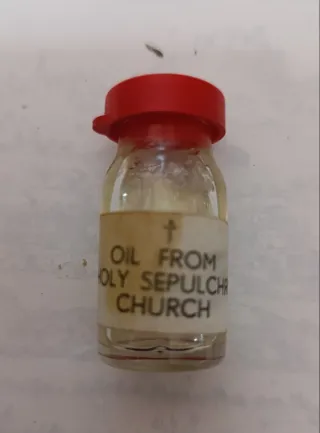 OIL FROM
OLY SEPULCHR
CHURCH